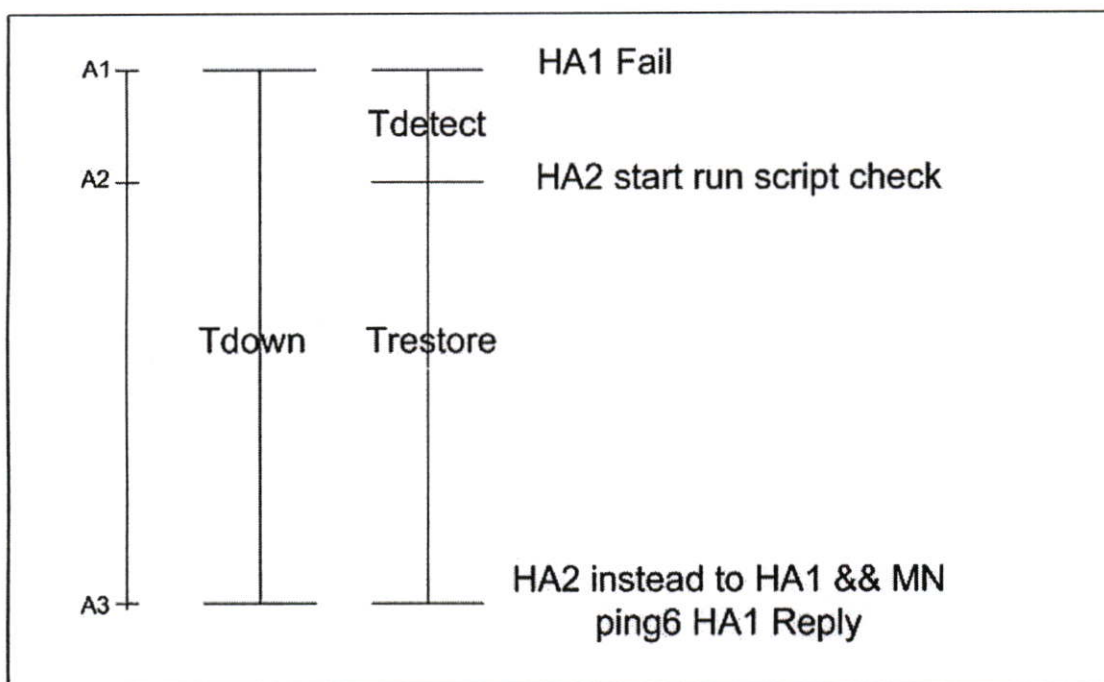 A1
HA1 Fail
Tdetect
A2
HA2 start run script check
Tdown
Trestore
A3
HA2 instead to HA1 && MN
ping6 HA1 Reply